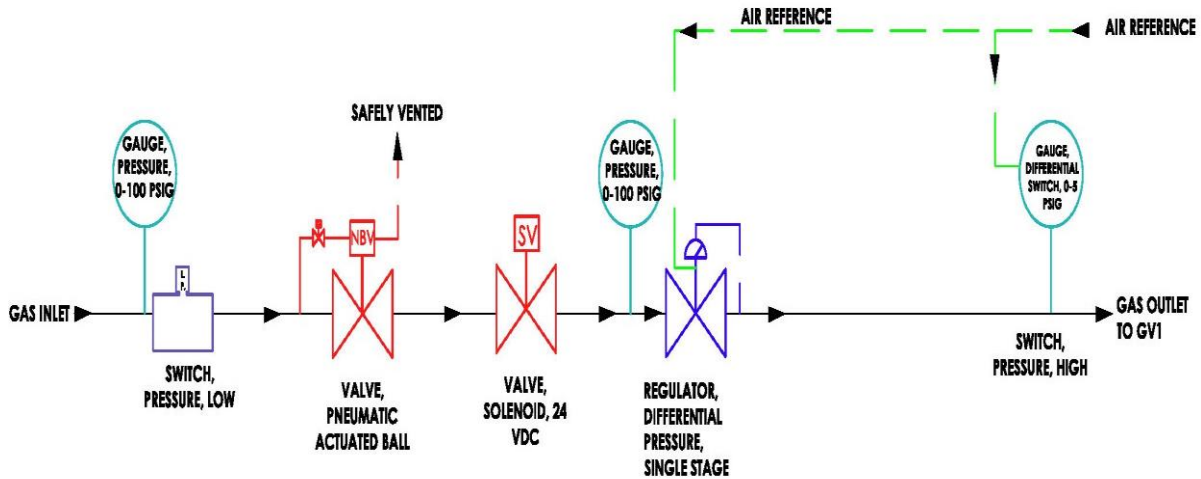 AIR REFERENCE
AIR REFERENCE
SAFELY VENTED
GAUGE,
PRESSURE,
0-100 PSIG
GAUGE,
PRESSURE,
0-100 PSIG
GAUGE,
DIFFERENTIAL
SWITCH, 0-5
PSIG
NBV
SV
GAS INLET
GAS OUTLET
TO GV1
SWITCH,
PRESSURE, LOW
VALVE,
PNEUMATIC
ACTUATED BALL
VALVE,
SOLENOID, 24
VDC
REGULATOR,
DIFFERENTIAL
PRESSURE,
SINGLE STAGE
SWITCH,
PRESSURE, HIGH